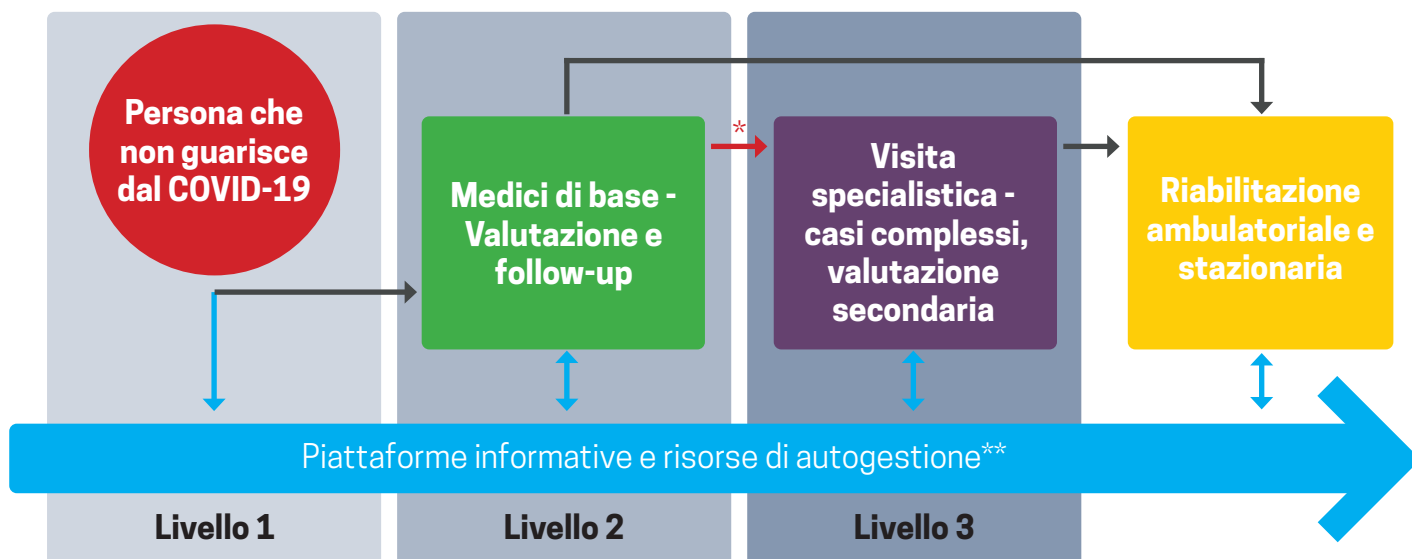 Persona che
non guarisce
dal COVID-19
Medici di base -
Valutazione e
follow-up
*
Visita
specialistica -
casi complessi,
valutazione
secondaria
Riabilitazione
ambulatoriale e
stazionaria
Piattaforme informative e risorse di autogestione**
Livello 1
Livello 2
Livello 3